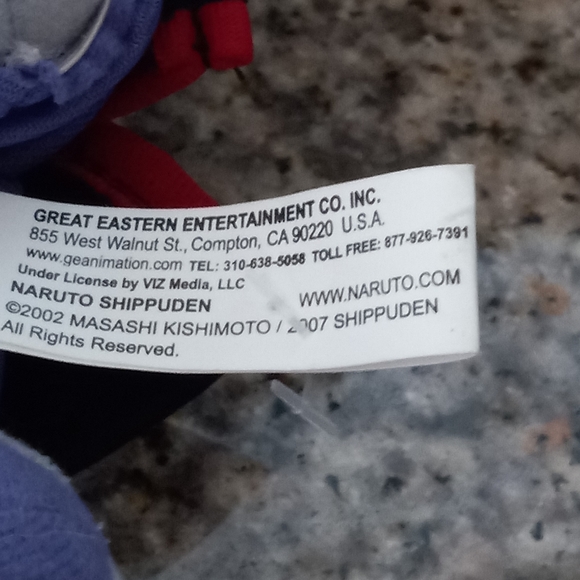 GREAT EASTERN ENTERTAINMENT CO. INC.
855 West Walnut St., Compton, CA 90220 U.S.A.
www.geanimation.com TEL: 310-638-5058 TOLL FREE: 877-926-7391
Under License by VIZ Media, LLC
NARUTO SHIPPUDEN WWW.NARUTO.COM
©2002 MASASHI KISHIMOTO / 2007 SHIPPUDEN
All Rights Reserved.